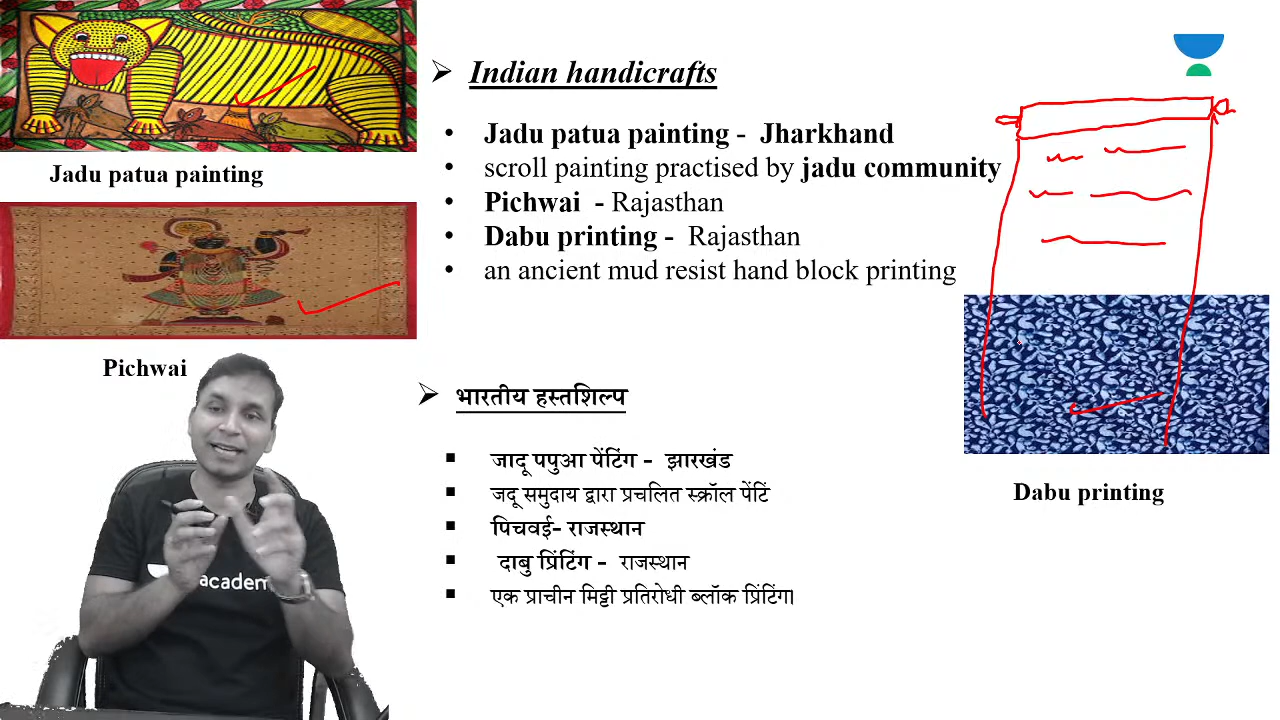 Jadu patua painting
Pichwai
➢ Indian handicrafts
• Jadu patua painting - Jharkhand
• scroll painting practised by jadu community
• Pichwai - Rajasthan
• Dabu printing - Rajasthan
• an ancient mud resist hand block printing
➢ भारतीय हस्तशिल्प
▪ जादू पपुआ पेंटिंग - झारखंड
▪ जदू समुदाय द्वारा प्रचलित स्क्रॉल पेंटिं
▪ पिचवई- राजस्थान
▪ दाबु प्रिंटिंग - राजस्थान
▪ एक प्राचीन मिट्टी प्रतिरोधी ब्लॉक प्रिंटिंग।
Dabu printing
academ